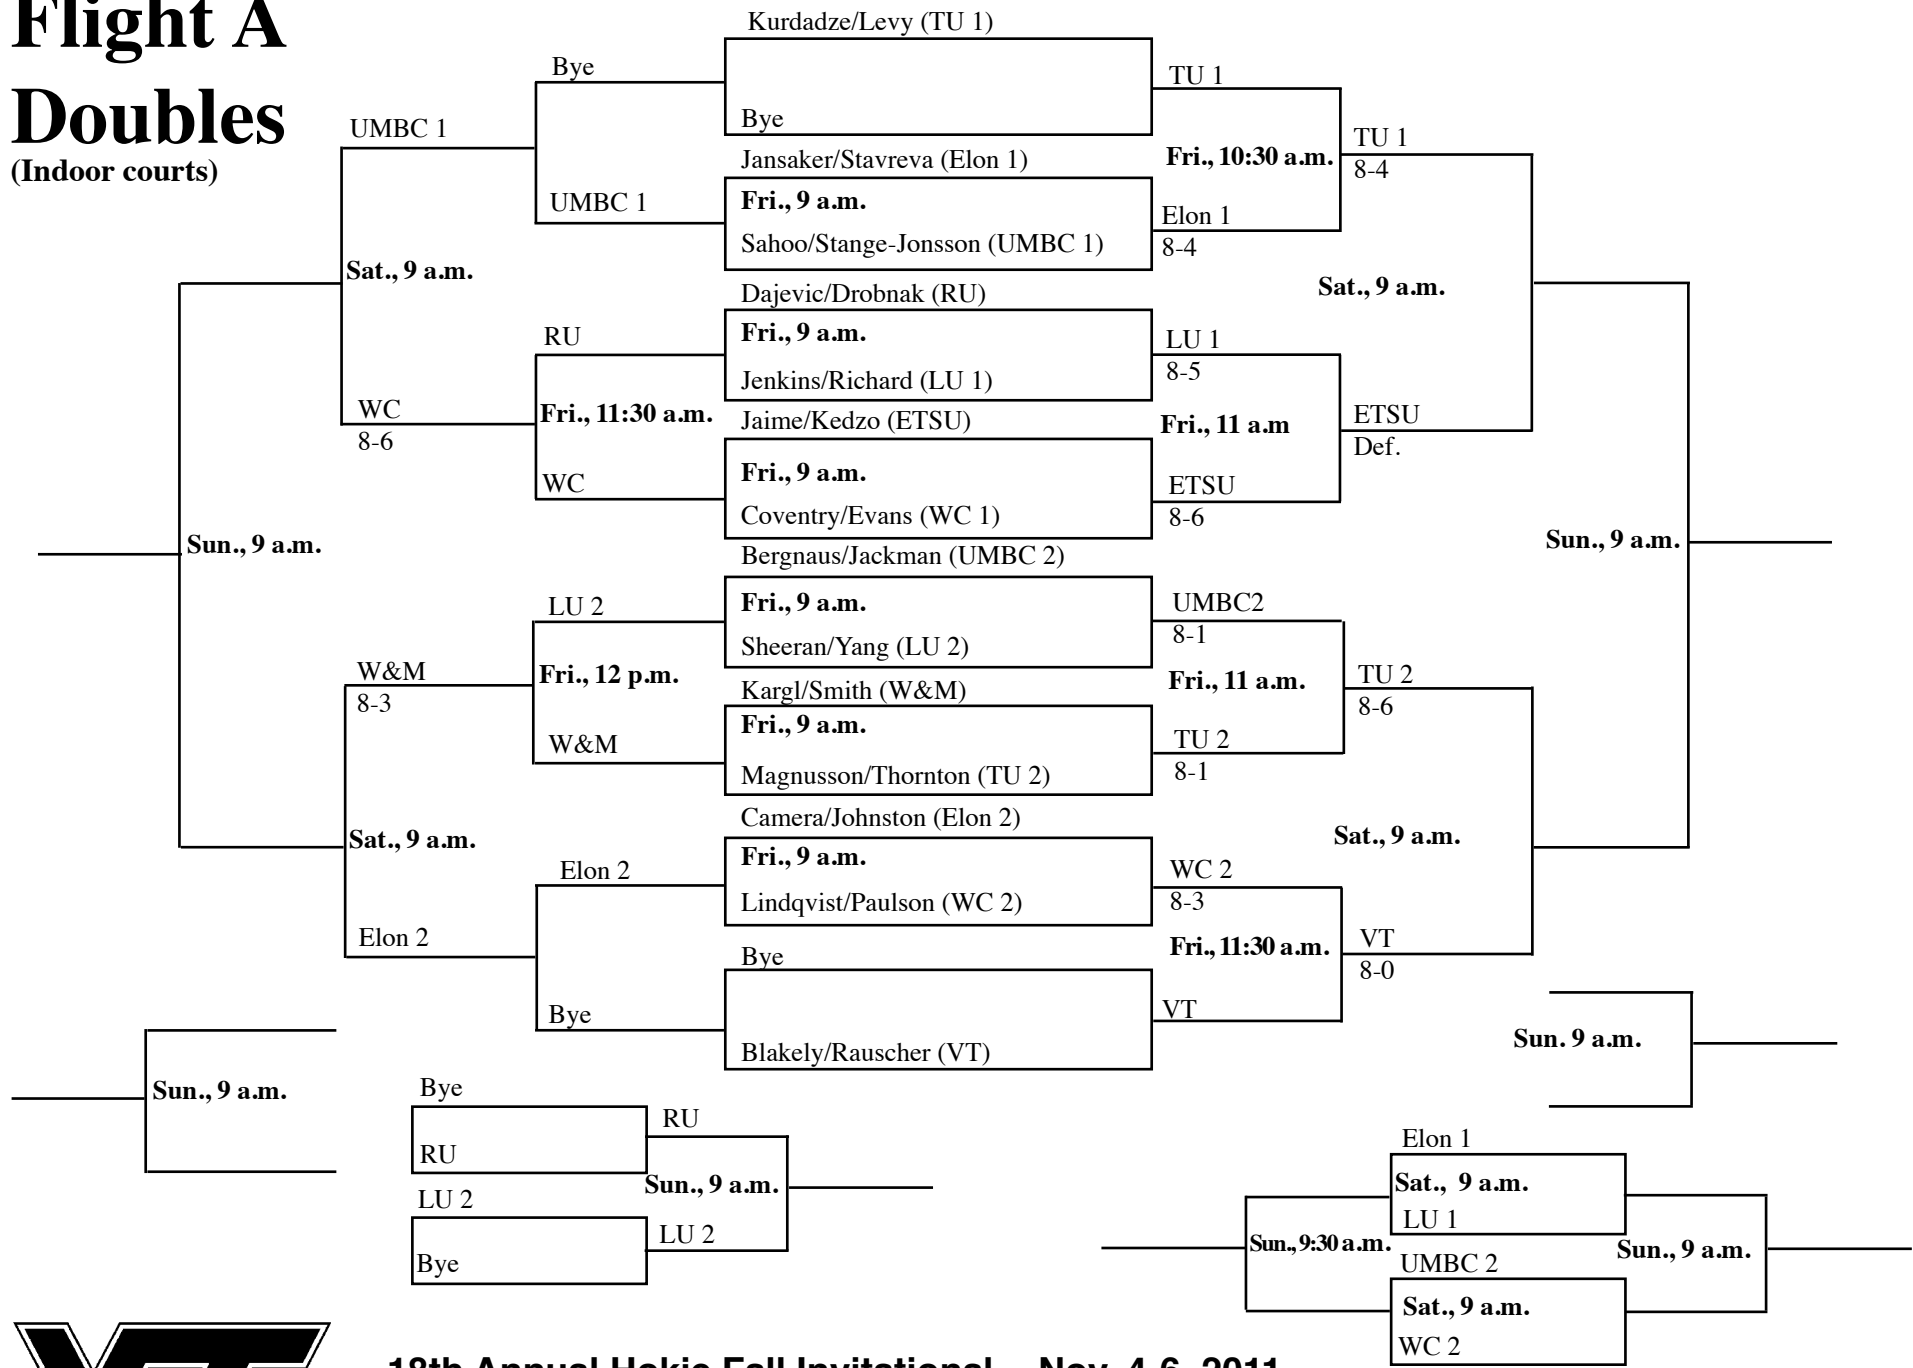 Flight A
Doubles
(Indoor courts)
UMBC 1
Sat., 9 a.m.
WC
8-6
Sun., 9 a.m.
W&M
8-3
Sat., 9 a.m.
Elon 2
Bye
UMBC 1
RU
Fri., 11:30 a.m.
WC
LU 2
Fri., 12 p.m.
W&M
Elon 2
Bye
Kurdadze/Levy (TU 1)
Bye
Jansaker/Stavreva (Elon 1)
Fri., 9 a.m.
Sahoo/Stange-Jonsson (UMBC 1)
Dajevic/Drobnak (RU)
Fri., 9 a.m.
Jenkins/Richard (LU 1)
Jaime/Kedzo (ETSU)
Fri., 9 a.m.
Coventry/Evans (WC 1)
Bergnaus/Jackman (UMBC 2)
Fri., 9 a.m.
Sheeran/Yang (LU 2)
Kargl/Smith (W&M)
Fri., 9 a.m.
Magnusson/Thornton (TU 2)
Camera/Johnston (Elon 2)
Fri., 9 a.m.
Lindqvist/Paulson (WC 2)
Bye
Blakely/Rauscher (VT)
TU 1
Fri., 10:30 a.m.
Elon 1
8-4
LU 1
8-5
Fri., 11 a.m
ETSU
8-6
UMBC2
8-1
Fri., 11 a.m.
TU 2
8-1
WC 2
8-3
Fri., 11:30 a.m.
VT
TU 1
8-4
Sat., 9 a.m.
ETSU
Def.
TU 2
8-6
Sat., 9 a.m.
VT
8-0
Sun., 9 a.m.
Sun. 9 a.m.
Sun., 9 a.m.
Bye
RU
LU 2
Bye
RU
Sun., 9 a.m.
LU 2
Elon 1
Sat., 9 a.m.
LU 1
Sun., 9:30 a.m.
UMBC 2
Sun., 9 a.m.
Sat., 9 a.m.
WC 2
18th Annual Hokie Fall Invitational – Nov. 4-6, 2011